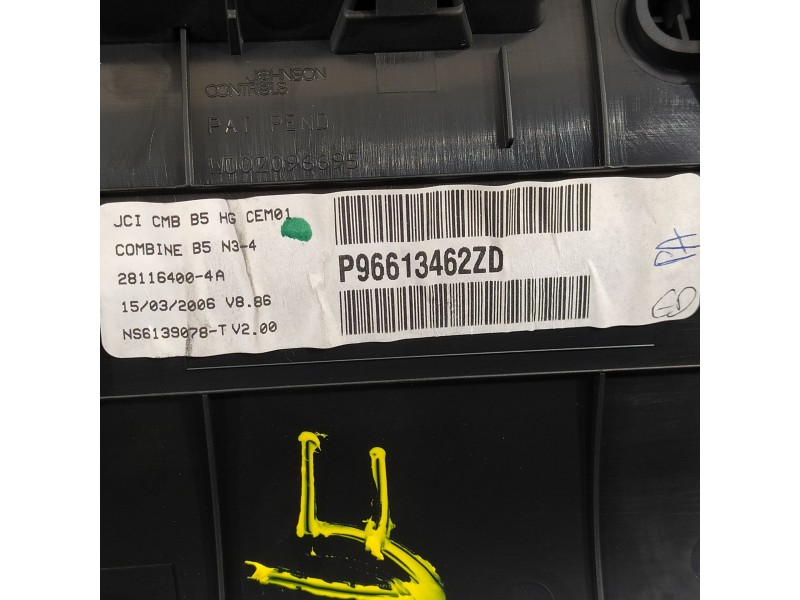 JOHNSON
CONTROLS
PAT PEND
W002096695
JCI CMB B5 HG CEM01
COMBINE B5 N3-4
28116400-4A
15/03/2006 V8.86
NS6139078-T V2.00
P96613462ZD